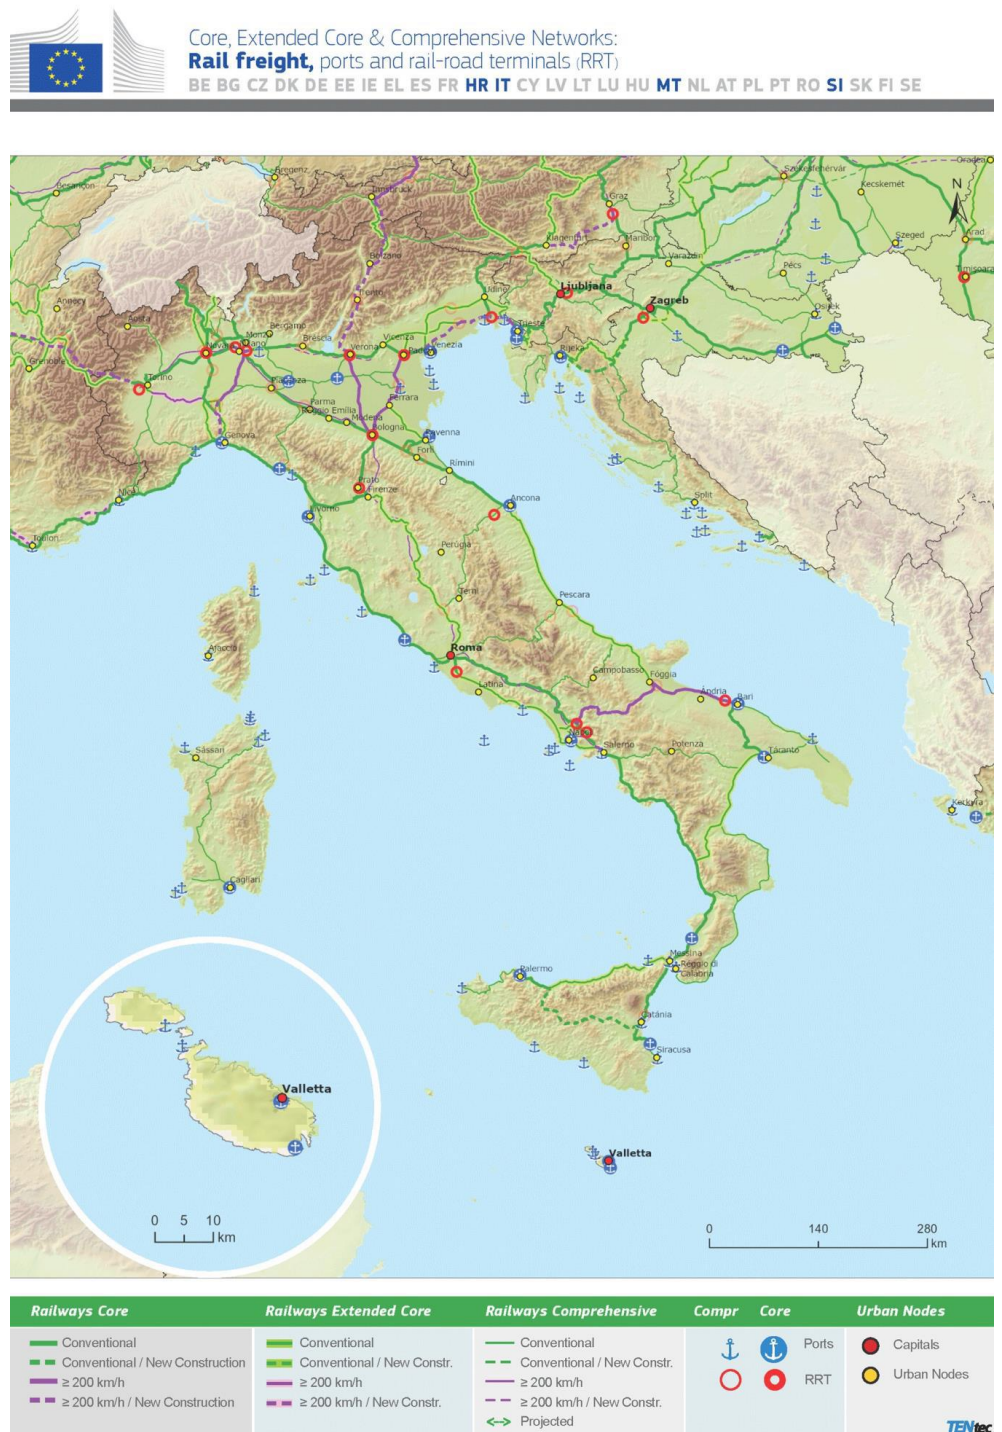 Core, Extended Core & Comprehensive Networks:
Rail freight, ports and rail-road terminals (RRT)
BE BG CZ DK DE EE IE EL ES FR HR IT CY LV LT LU HU MT NL AT PL PT RO SI SK FI SE
Besançon
Bregenz
Innsbruck
Graz
Székesfehérvár
Kecskemét
Oradea
N
Klagenfurt
Maribor
Szeged
Arad
Bolzano
Varaždin
Pécs
Timișoara
Annecy
Trento
Udine
Ljubljana
Zagreb
Osijek
Aosta
Bergamo
Monza
Trieste
Grenoble
Novara
Brescia
Verona
Vicenza
Venezia
Rijeka
Torino
Piacenza
Parma
Ferrara
Reggio Emilia
Modena
Bologna
Genova
Ravenna
Forlì
Rimini
Prato
Firenze
Nice
Livorno
Ancona
Split
Toulon
Perugia
Terni
Pescara
Ajaccio
Roma
Campobasso
Foggia
Latina
Andria
Bari
Sassari
Napoli
Salerno
Potenza
Taranto
Kerkyra
Cagliari
Palermo
Messina
Reggio di
Calabria
Catánia
Siracusa
Valletta
Valletta
0 5 10
km
0 140 280
km
Railways Core
Conventional
Conventional / New Construction
≥ 200 km/h
≥ 200 km/h / New Construction
Railways Extended Core
Conventional
Conventional / New Constr.
≥ 200 km/h
≥ 200 km/h / New Constr.
Railways Comprehensive
Conventional
Conventional / New Constr.
≥ 200 km/h
≥ 200 km/h / New Constr.
Projected
Compr Core
Ports
RRT
Urban Nodes
Capitals
Urban Nodes
TENtec